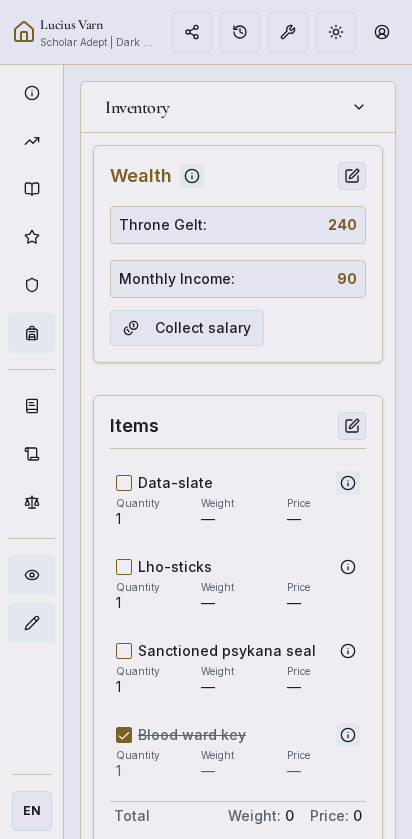 Lucius Varn
Scholar Adept | Dark ...
Inventory
Wealth
Throne Gelt: 240
Monthly Income: 90
Collect salary
Items
Data-slate
Quantity Weight Price
1 — —
Lho-sticks
Quantity Weight Price
1 — —
Sanctioned psykana seal
Quantity Weight Price
1 — —
Blood ward key
Quantity Weight Price
1 — —
Total Weight: 0 Price: 0
EN